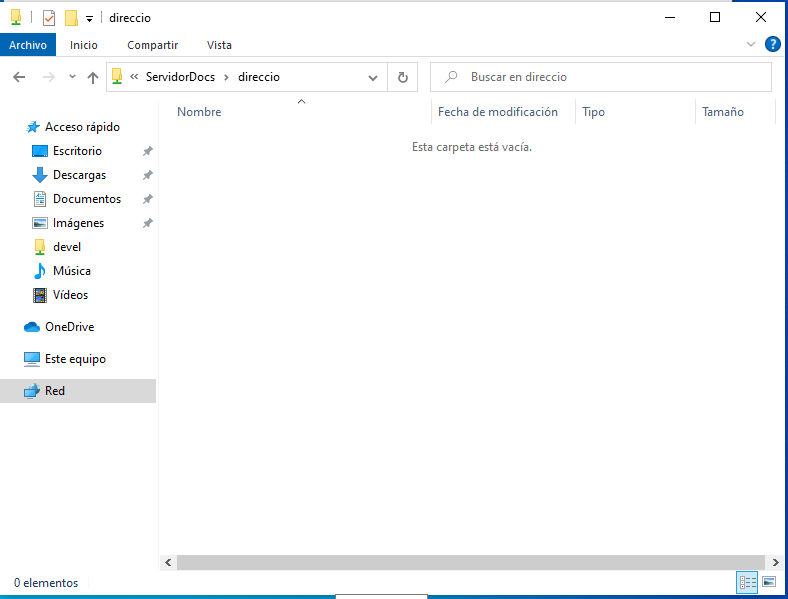 direccio
Archivo Inicio Compartir Vista
« ServidorDocs › direccio
Buscar en direccio
Nombre Fecha de modificación Tipo Tamaño
Esta carpeta está vacía.
Acceso rápido
Escritorio
Descargas
Documentos
Imágenes
devel
Música
Vídeos
OneDrive
Este equipo
Red
0 elementos